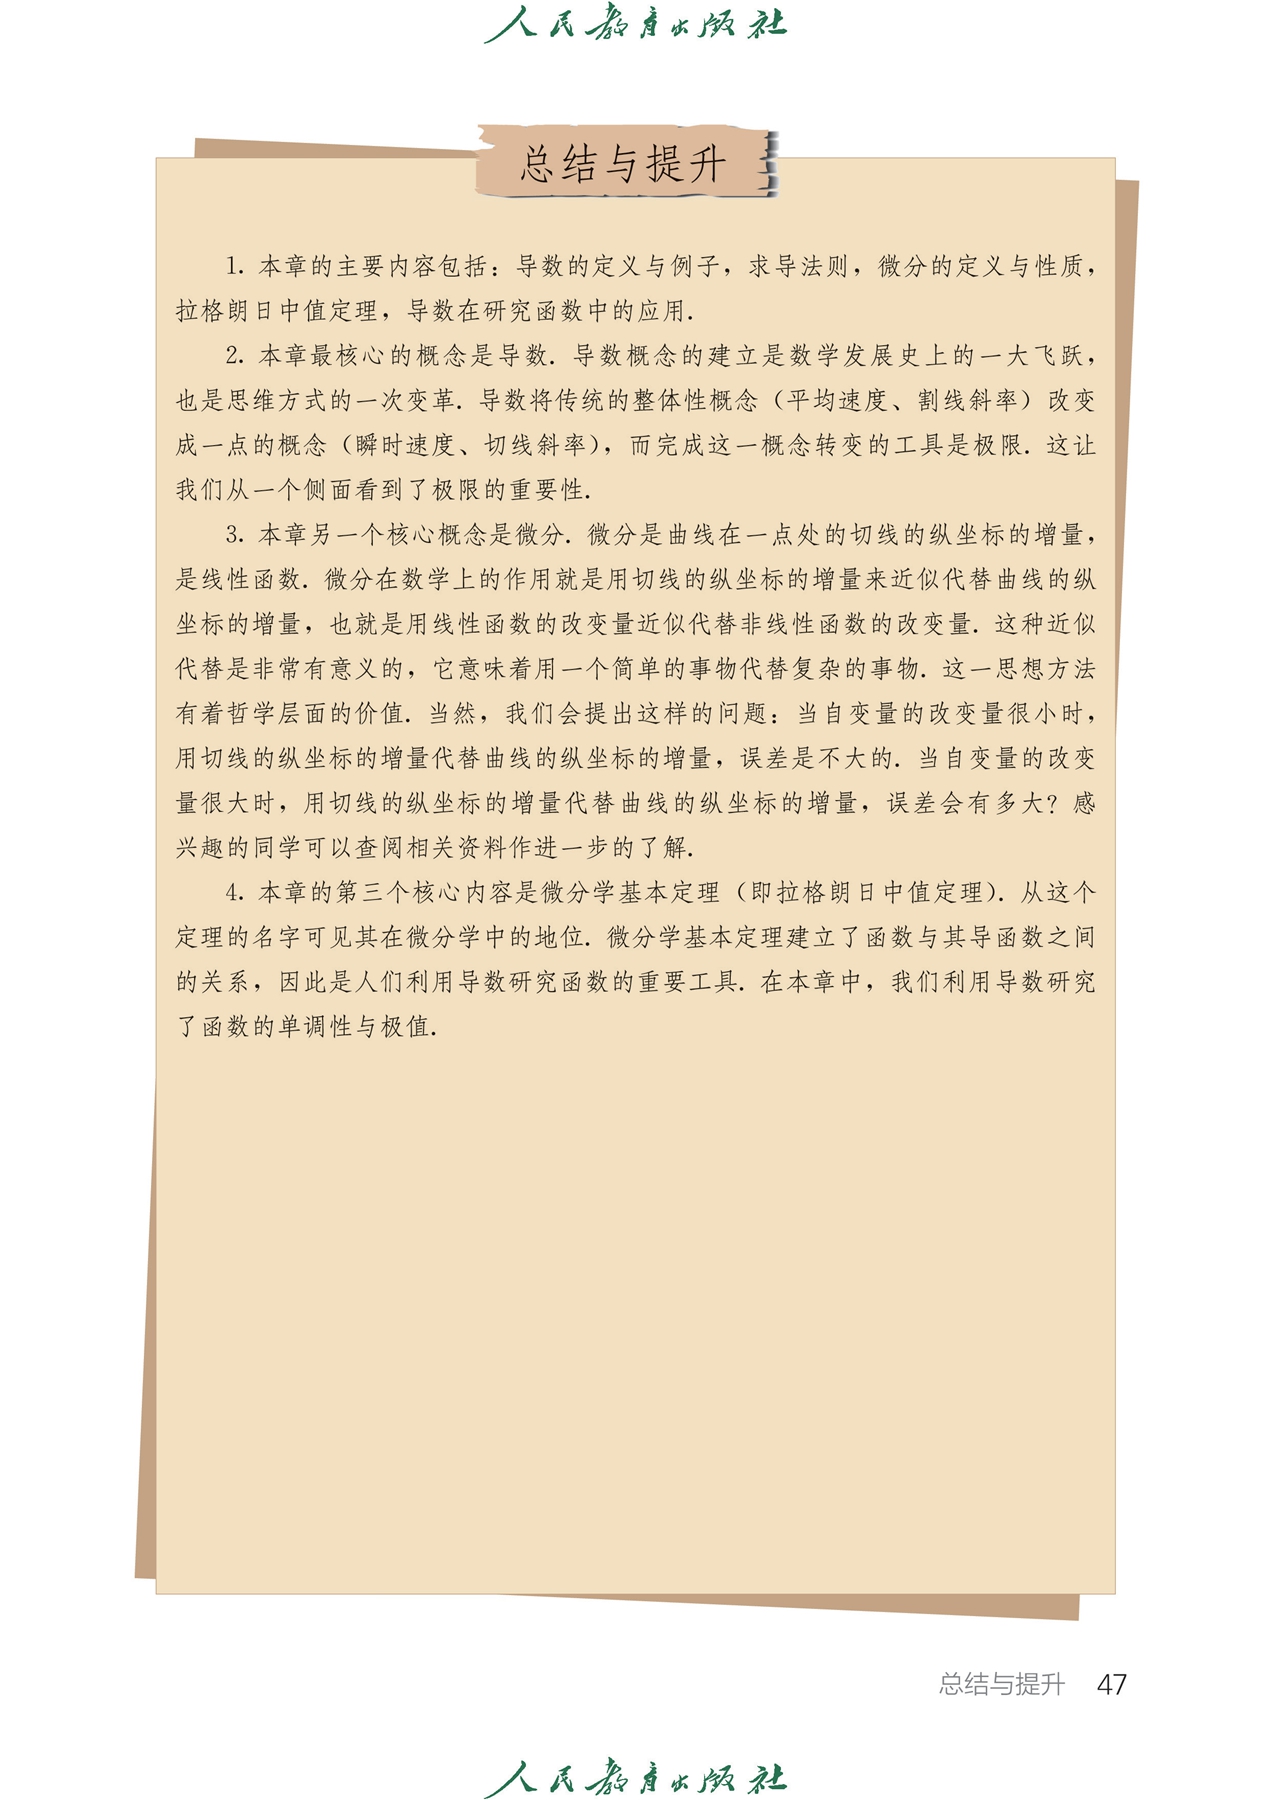 人民教育出版社
总结与提升
1. 本章的主要内容包括：导数的定义与例子，求导法则，微分的定义与性质，
拉格朗日中值定理，导数在研究函数中的应用.
2. 本章最核心的概念是导数. 导数概念的建立是数学发展史上的一大飞跃，
也是思维方式的一次变革. 导数将传统的整体性概念（平均速度、割线斜率）改变
成一点的概念（瞬时速度、切线斜率），而完成这一概念转变的工具是极限. 这让
我们从一个侧面看到了极限的重要性.
3. 本章另一个核心概念是微分. 微分是曲线在一点处的切线的纵坐标的增量，
是线性函数. 微分在数学上的作用就是用切线的纵坐标的增量来近似代替曲线的纵
坐标的增量，也就是用线性函数的改变量近似代替非线性函数的改变量. 这种近似
代替是非常有意义的，它意味着用一个简单的事物代替复杂的事物. 这一思想方法
有着哲学层面的价值. 当然，我们会提出这样的问题：当自变量的改变量很小时，
用切线的纵坐标的增量代替曲线的纵坐标的增量，误差是不大的. 当自变量的改变
量很大时，用切线的纵坐标的增量代替曲线的纵坐标的增量，误差会有多大？感
兴趣的同学可以查阅相关资料作进一步的了解.
4. 本章的第三个核心内容是微分学基本定理（即拉格朗日中值定理）. 从这个
定理的名字可见其在微分学中的地位. 微分学基本定理建立了函数与其导函数之间
的关系，因此是人们利用导数研究函数的重要工具. 在本章中，我们利用导数研究
了函数的单调性与极值.
总结与提升 47
人民教育出版社